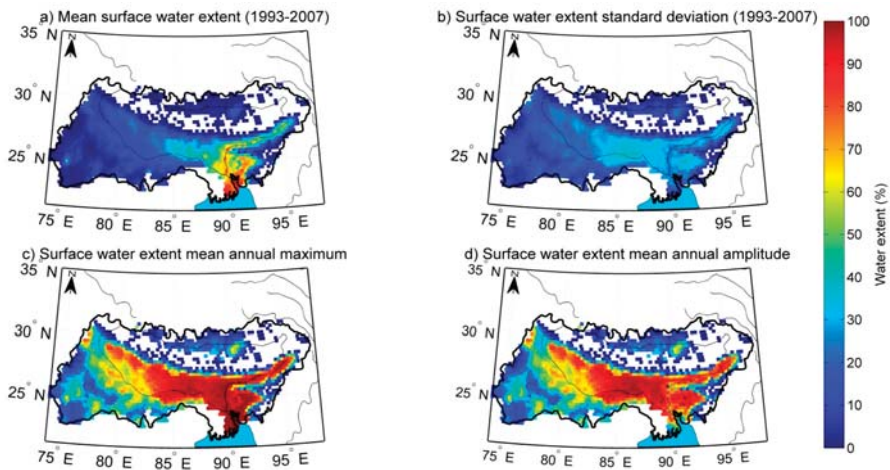 a) Mean surface water extent (1993-2007)
b) Surface water extent standard deviation (1993-2007)
35° N
30° N
25° N
75° E 80° E 85° E 90° E 95° E
35° N
30° N
25° N
75° E 80° E 85° E 90° E 95° E
c) Surface water extent mean annual maximum
d) Surface water extent mean annual amplitude
35° N
30° N
25° N
75° E 80° E 85° E 90° E 95° E
35° N
30° N
25° N
75° E 80° E 85° E 90° E 95° E
100
90
80
70
60
50
40
30
20
10
0
Water extent (%)